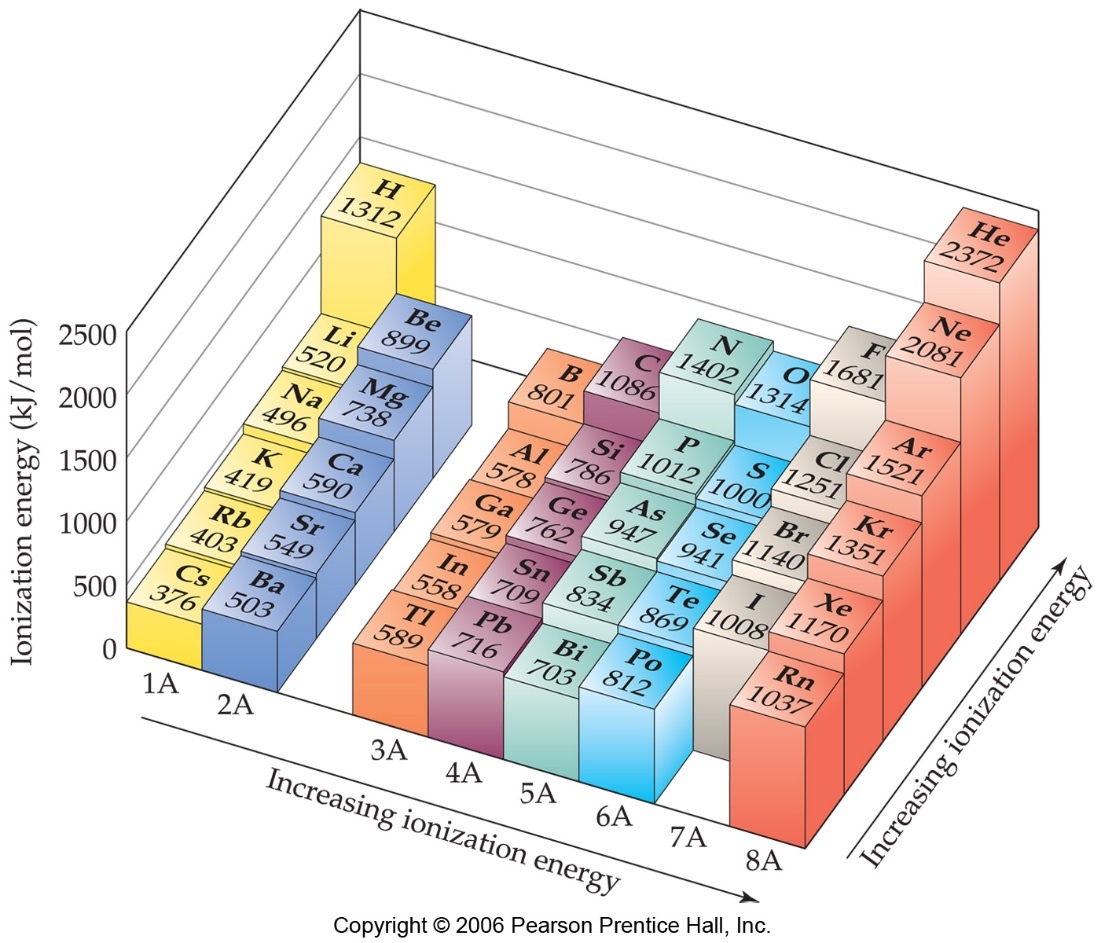 Ionization energy (kJ/mol)
2500
2000
1500
1000
500
0
H
1312
He
2372
Li
520
Be
899
B
801
C
1086
N
1402
O
1314
F
1681
Ne
2081
Na
496
Mg
738
Al
578
Si
786
P
1012
S
1000
Cl
1251
Ar
1521
K
419
Ca
590
Ga
579
Ge
762
As
947
Se
941
Br
1140
Kr
1351
Rb
403
Sr
549
In
558
Sn
709
Sb
834
Te
869
I
1008
Xe
1170
Cs
376
Ba
503
Tl
589
Pb
716
Bi
703
Po
812
Rn
1037
1A
2A
3A
4A
5A
6A
7A
8A
Increasing ionization energy
Increasing ionization energy
Copyright © 2006 Pearson Prentice Hall, Inc.